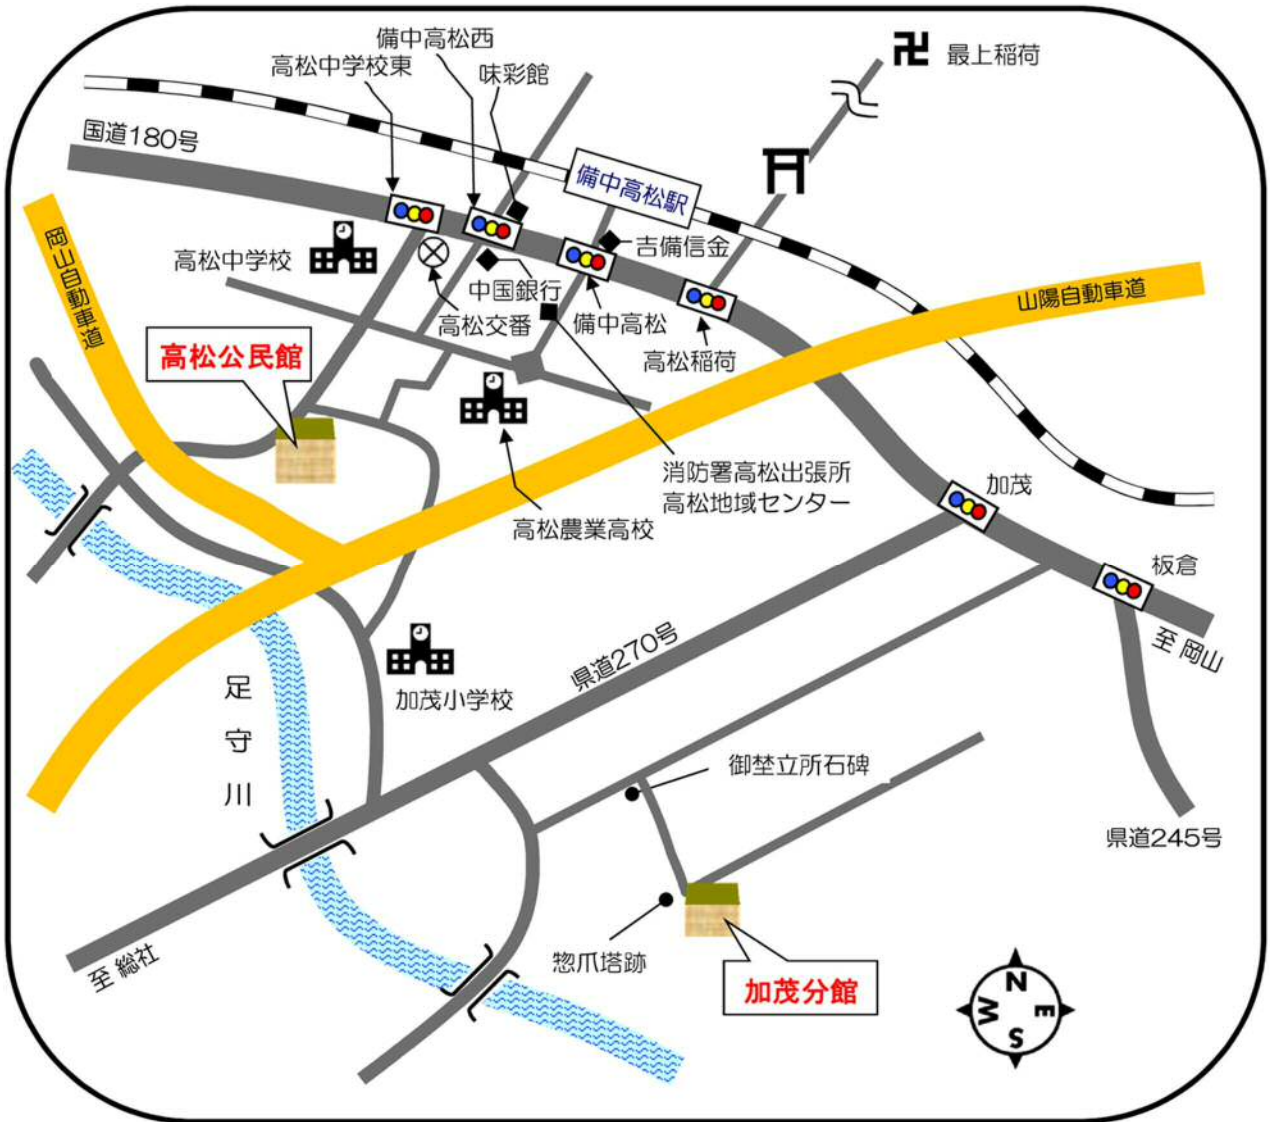 備中高松西
高松中学校東
味彩館
卍 最上稲荷
国道180号
備中高松駅
岡山自動車道
高松中学校
吉備信金
中国銀行
高松交番
備中高松
高松稲荷
山陽自動車道
高松公民館
消防署高松出張所
高松地域センター
高松農業高校
加茂
板倉
至 岡山
県道270号
加茂小学校
足守川
御埜立所石碑
県道245号
至 総社
惣爪塔跡
加茂分館
N
W
E
S